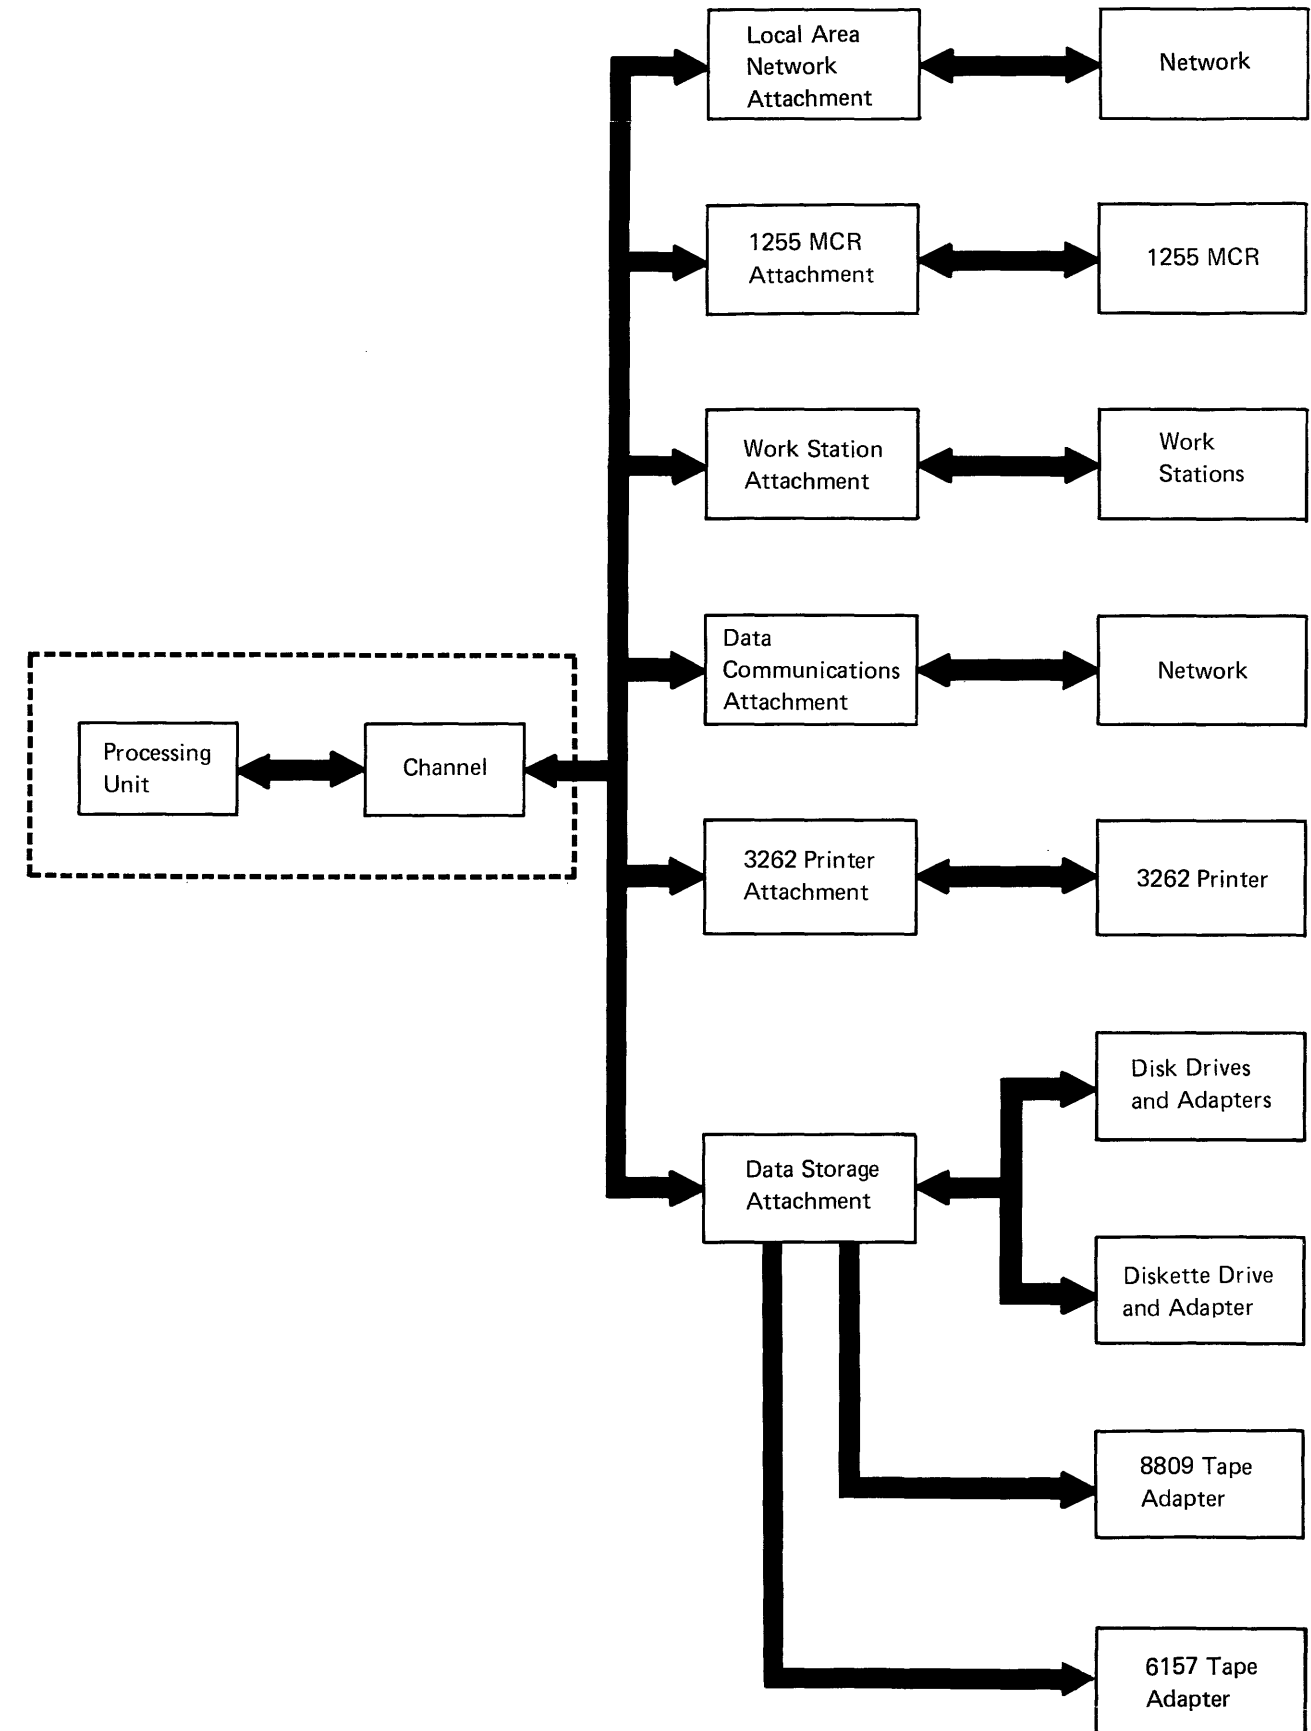 Local Area
Network
Attachment
Network
1255 MCR
Attachment
1255 MCR
Work Station
Attachment
Work
Stations
Data
Communications
Attachment
Network
Processing
Unit
Channel
3262 Printer
Attachment
3262 Printer
Disk Drives
and Adapters
Data Storage
Attachment
Diskette Drive
and Adapter
8809 Tape
Adapter
6157 Tape
Adapter